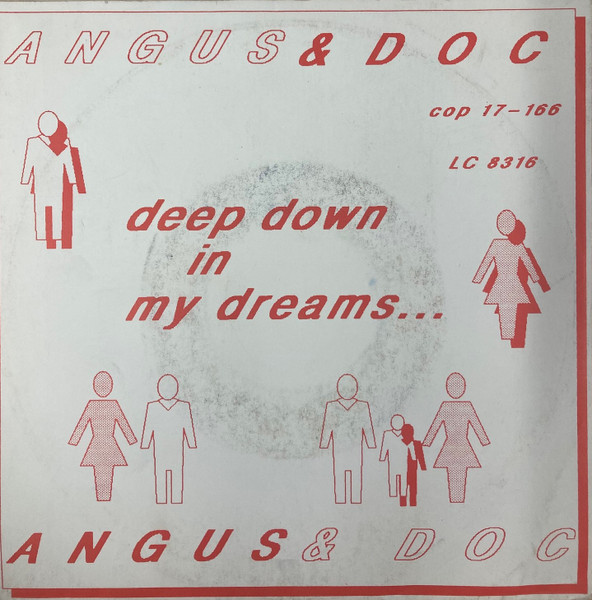 ANGUS & DOC
cop 17-166
LC 8316
deep down
in
my dreams...
ANGUS & DOC